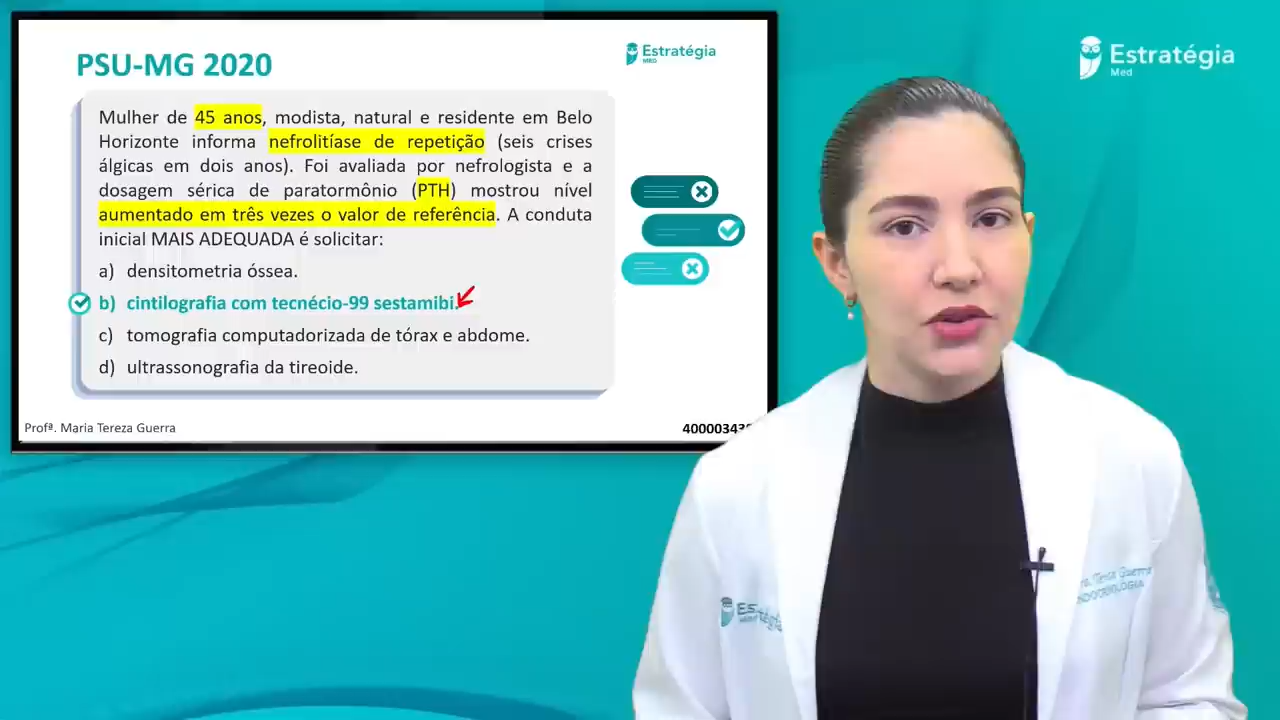 PSU-MG 2020
Estratégia
MED
Estratégia
Med
Mulher de 45 anos, modista, natural e residente em Belo
Horizonte informa nefrolitíase de repetição (seis crises
álgicas em dois anos). Foi avaliada por nefrologista e a
dosagem sérica de paratormônio (PTH) mostrou nível
aumentado em três vezes o valor de referência. A conduta
inicial MAIS ADEQUADA é solicitar:
a) densitometria óssea.
b) cintilografia com tecnécio-99 sestamibi.
c) tomografia computadorizada de tórax e abdome.
d) ultrassonografia da tireoide.
Profª. Maria Tereza Guerra